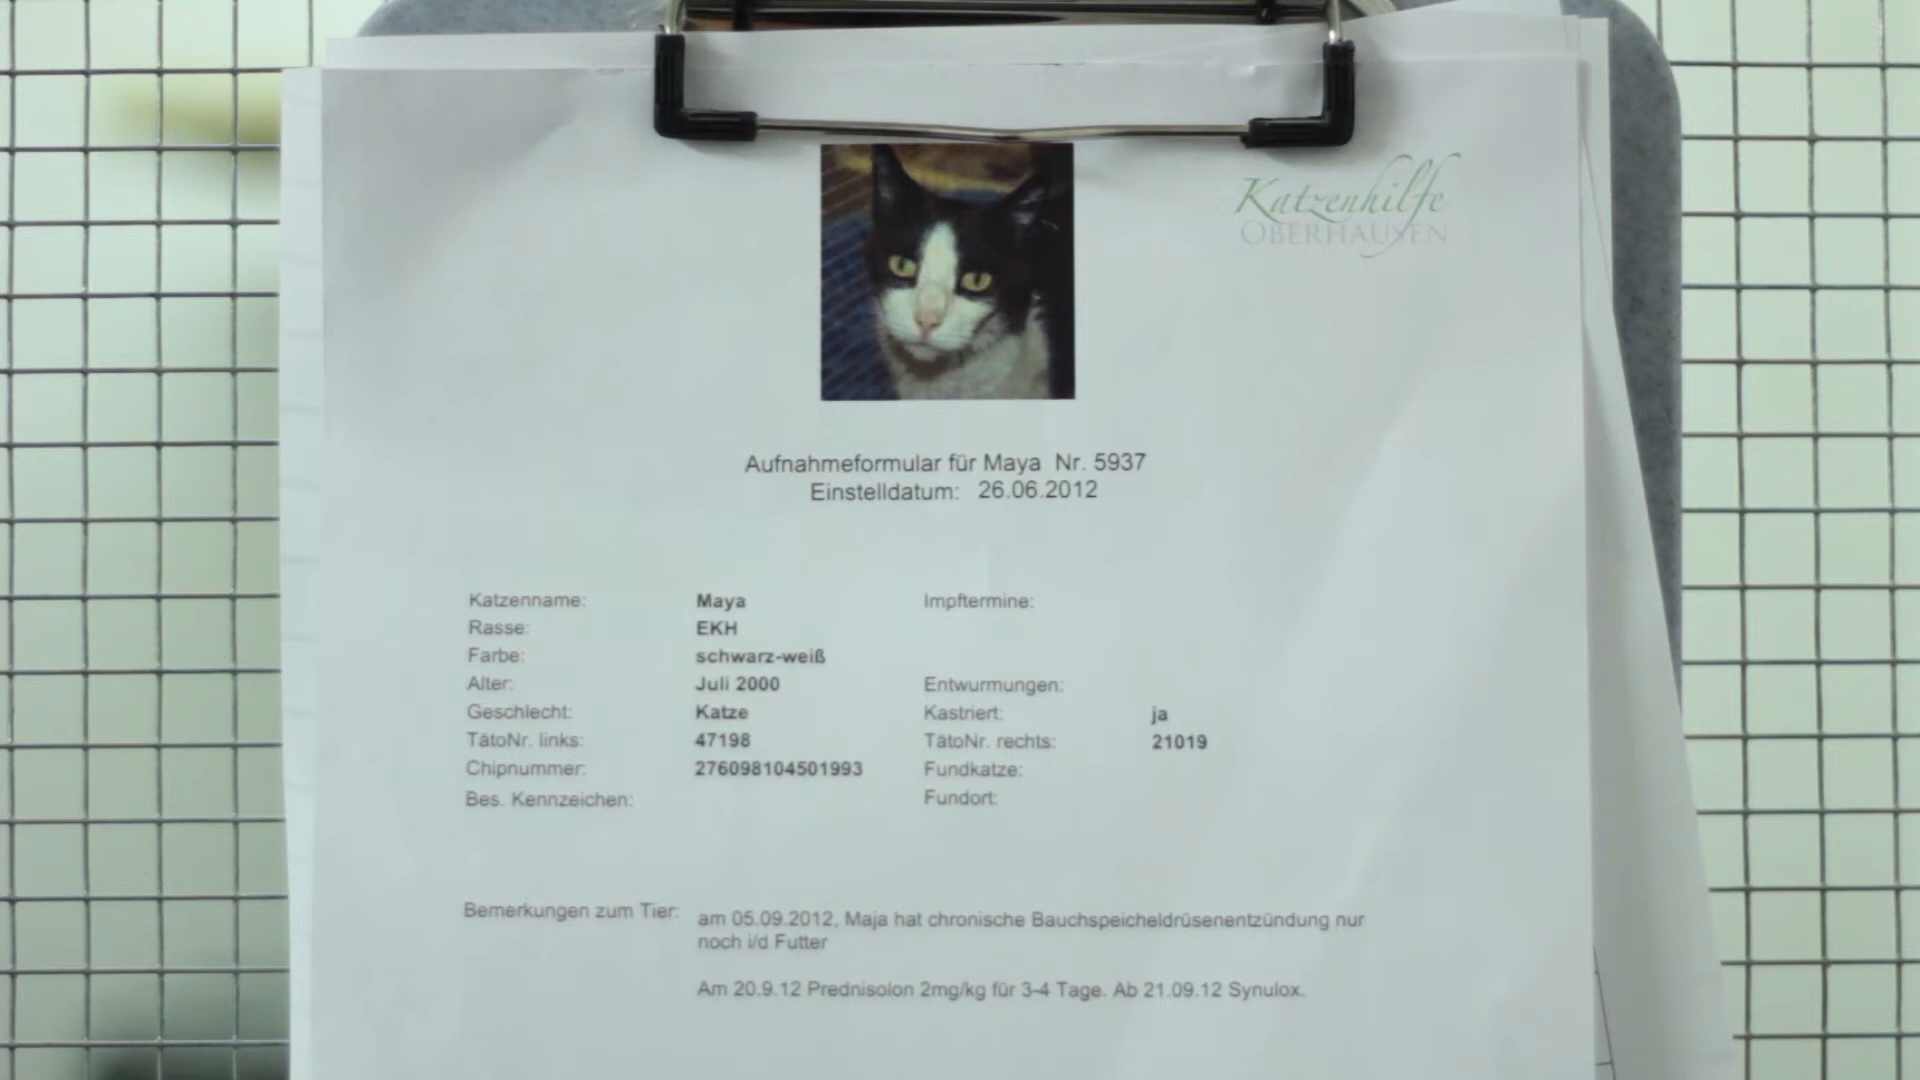 Katzenhilfe
OBERHAUSEN
Aufnahmeformular für Maya Nr. 5937
Einstelldatum: 26.06.2012
Katzenname: Maya Impftermine:
Rasse: EKH
Farbe: schwarz-weiß
Alter: Juli 2000 Entwurmungen:
Geschlecht: Katze Kastriert: ja
TätoNr. links: 47198 TätoNr. rechts: 21019
Chipnummer: 276098104501993 Fundkatze:
Bes. Kennzeichen: Fundort:
Bemerkungen zum Tier: am 05.09.2012, Maja hat chronische Bauchspeicheldrüsenentzündung nur
noch i/d Futter
Am 20.9.12 Prednisolon 2mg/kg für 3-4 Tage. Ab 21.09.12 Synulox.